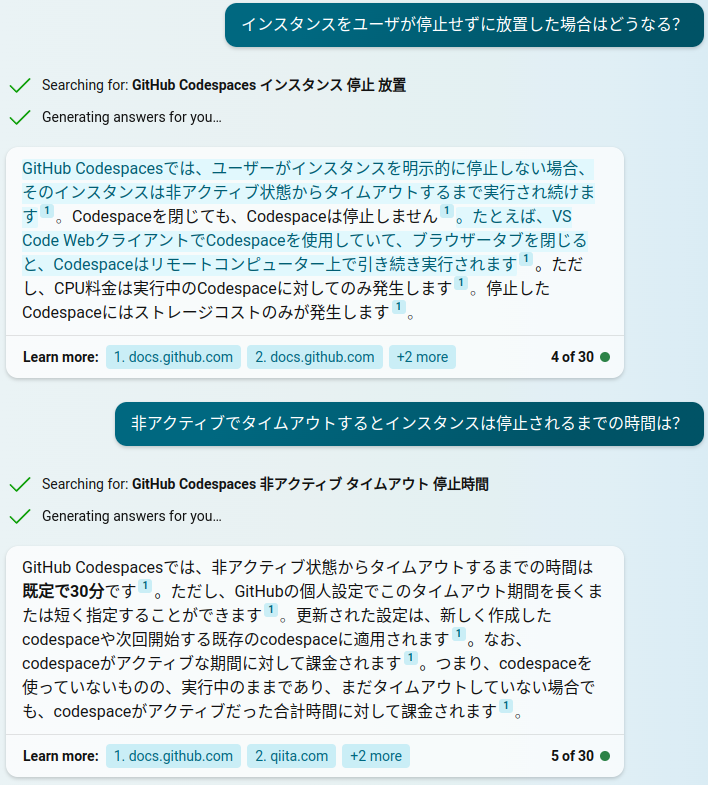 インスタンスをユーザが停止せずに放置した場合はどうなる?
Searching for: GitHub Codespaces インスタンス 停止 放置
Generating answers for you…
GitHub Codespacesでは、ユーザーがインスタンスを明示的に停止しない場合、
そのインスタンスは非アクティブ状態からタイムアウトするまで実行され続けま
す 1 。Codespaceを閉じても、Codespaceは停止しません 1 。たとえば、VS
Code WebクライアントでCodespaceを使用していて、ブラウザータブを閉じる
と、Codespaceはリモートコンピューター上で引き続き実行されます 1 。ただ
し、CPU料金は実行中のCodespaceに対してのみ発生します 1 。停止した
Codespaceにはストレージコストのみが発生します 1 。
Learn more: 1. docs.github.com 2. docs.github.com +2 more 4 of 30
非アクティブでタイムアウトするとインスタンスは停止されるまでの時間は?
Searching for: GitHub Codespaces 非アクティブ タイムアウト 停止時間
Generating answers for you…
GitHub Codespacesでは、非アクティブ状態からタイムアウトするまでの時間は
既定で30分です 1 。ただし、GitHubの個人設定でこのタイムアウト期間を長くま
たは短く指定することができます 1 。更新された設定は、新しく作成した
codespaceや次回開始する既存のcodespaceに適用されます 1 。なお、
codespaceがアクティブな期間に対して課金されます 1 。つまり、codespaceを
使っていないものの、実行中のままであり、まだタイムアウトしていない場合で
も、codespaceがアクティブだった合計時間に対して課金されます 1 。
Learn more: 1. docs.github.com 2. qiita.com +2 more 5 of 30